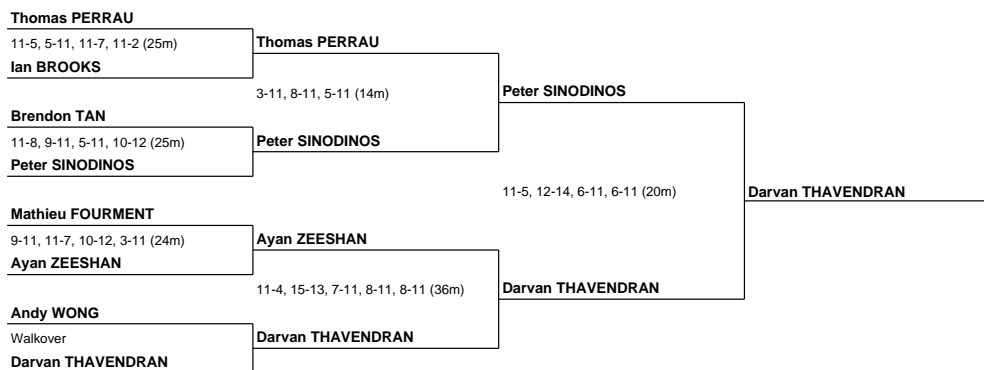 Thomas PERRAU
11-5, 5-11, 11-7, 11-2 (25m)
Ian BROOKS
Thomas PERRAU
3-11, 8-11, 5-11 (14m)
Brendon TAN
11-8, 9-11, 5-11, 10-12 (25m)
Peter SINODINOS
Peter SINODINOS
Peter SINODINOS
11-5, 12-14, 6-11, 6-11 (20m)
Darvan THAVENDRAN
Mathieu FOURMENT
9-11, 11-7, 10-12, 3-11 (24m)
Ayan ZEESHAN
Ayan ZEESHAN
11-4, 15-13, 7-11, 8-11, 8-11 (36m)
Darvan THAVENDRAN
Andy WONG
Walkover
Darvan THAVENDRAN
Darvan THAVENDRAN